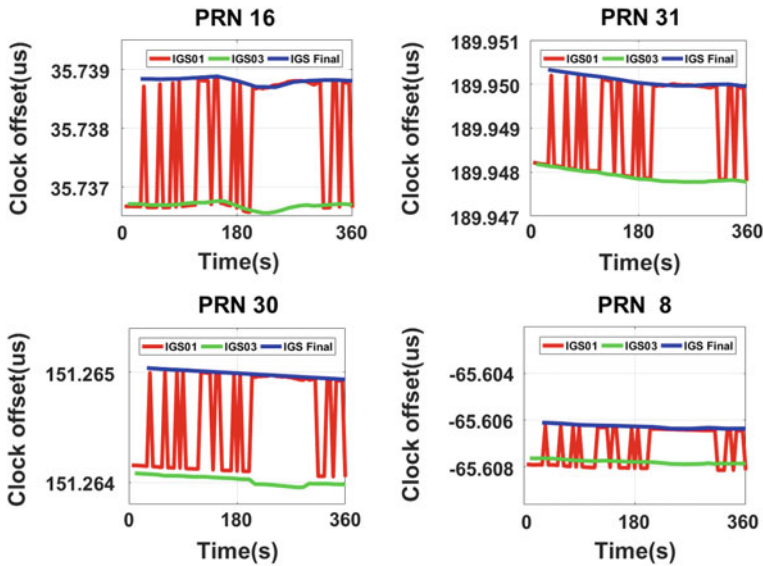 PRN 16
Clock offset(us)
35.739
35.738
35.737
IGS01 IGS03 IGS Final
0 180 360
Time(s)
PRN 31
Clock offset(us)
189.951
189.950
189.949
189.948
189.947
IGS01 IGS03 IGS Final
0 180 360
Time(s)
PRN 30
Clock offset(us)
151.265
151.264
IGS01 IGS03 IGS Final
0 180 360
Time(s)
PRN 8
Clock offset(us)
-65.604
-65.606
-65.608
IGS01 IGS03 IGS Final
0 180 360
Time(s)